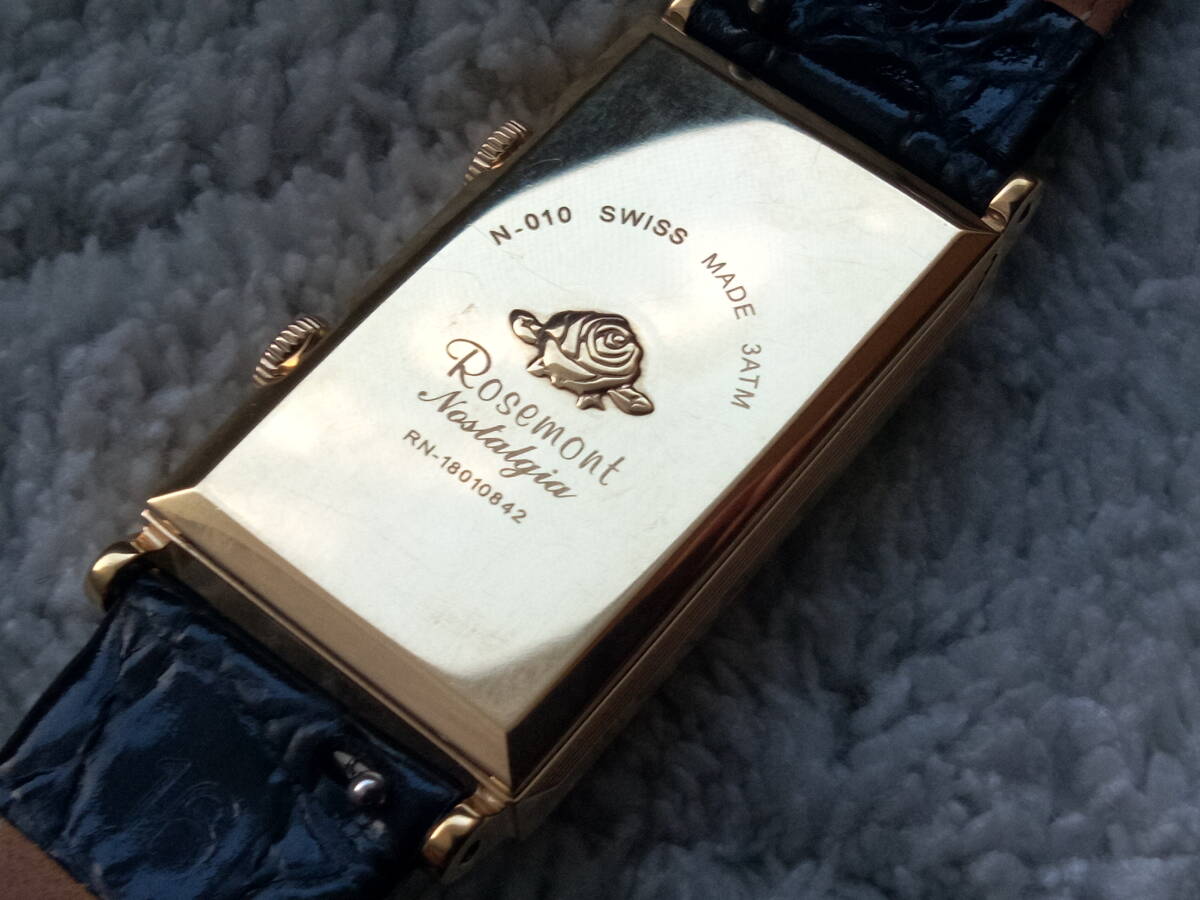 N-010 SWISS MADE 3ATM
Rosemont
Nostalgia
RN-18010842